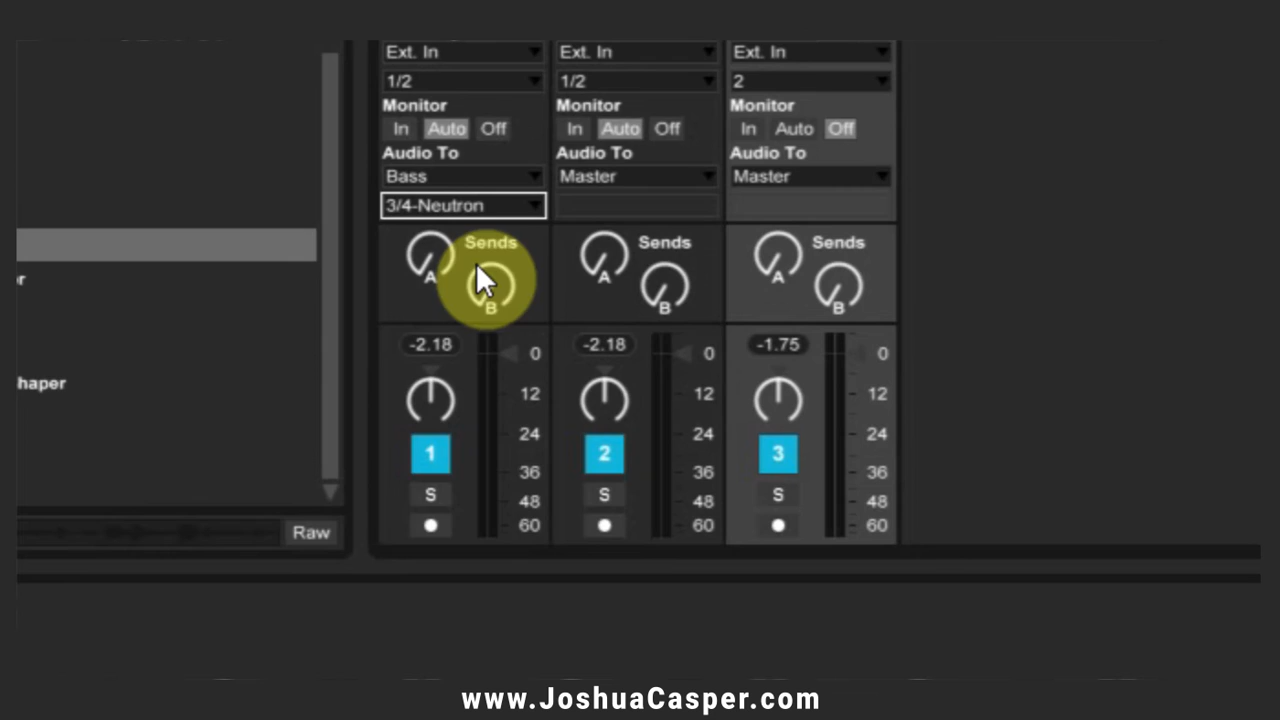 Ext. In Ext. In Ext. In
1/2 1/2 2
Monitor Monitor Monitor
In Auto Off In Auto Off In Auto Off
Audio To Audio To Audio To
Bass Master Master
3/4-Neutron
Sends Sends Sends
A A A
B B B
r
-2.18 0 -2.18 0 -1.75 0
haper
12 12 12
24 24 24
1 2 3
36 36 36
S S S
48 48 48
60 60 60
Raw
www.JoshuaCasper.com